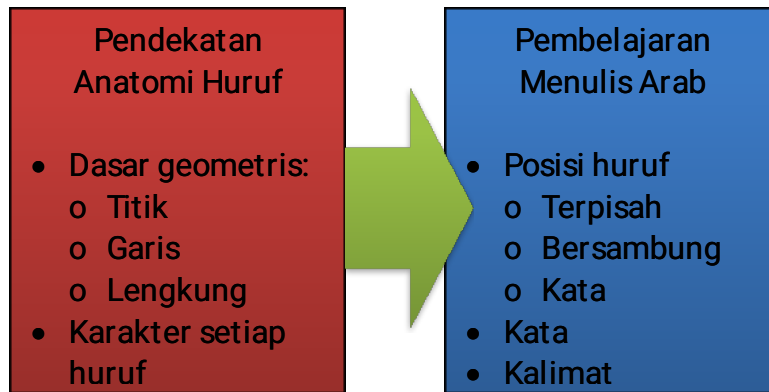 Pendekatan
Anatomi Huruf
• Dasar geometris:
o Titik
o Garis
o Lengkung
• Karakter setiap
huruf
Pembelajaran
Menulis Arab
• Posisi huruf
o Terpisah
o Bersambung
o Kata
• Kata
• Kalimat